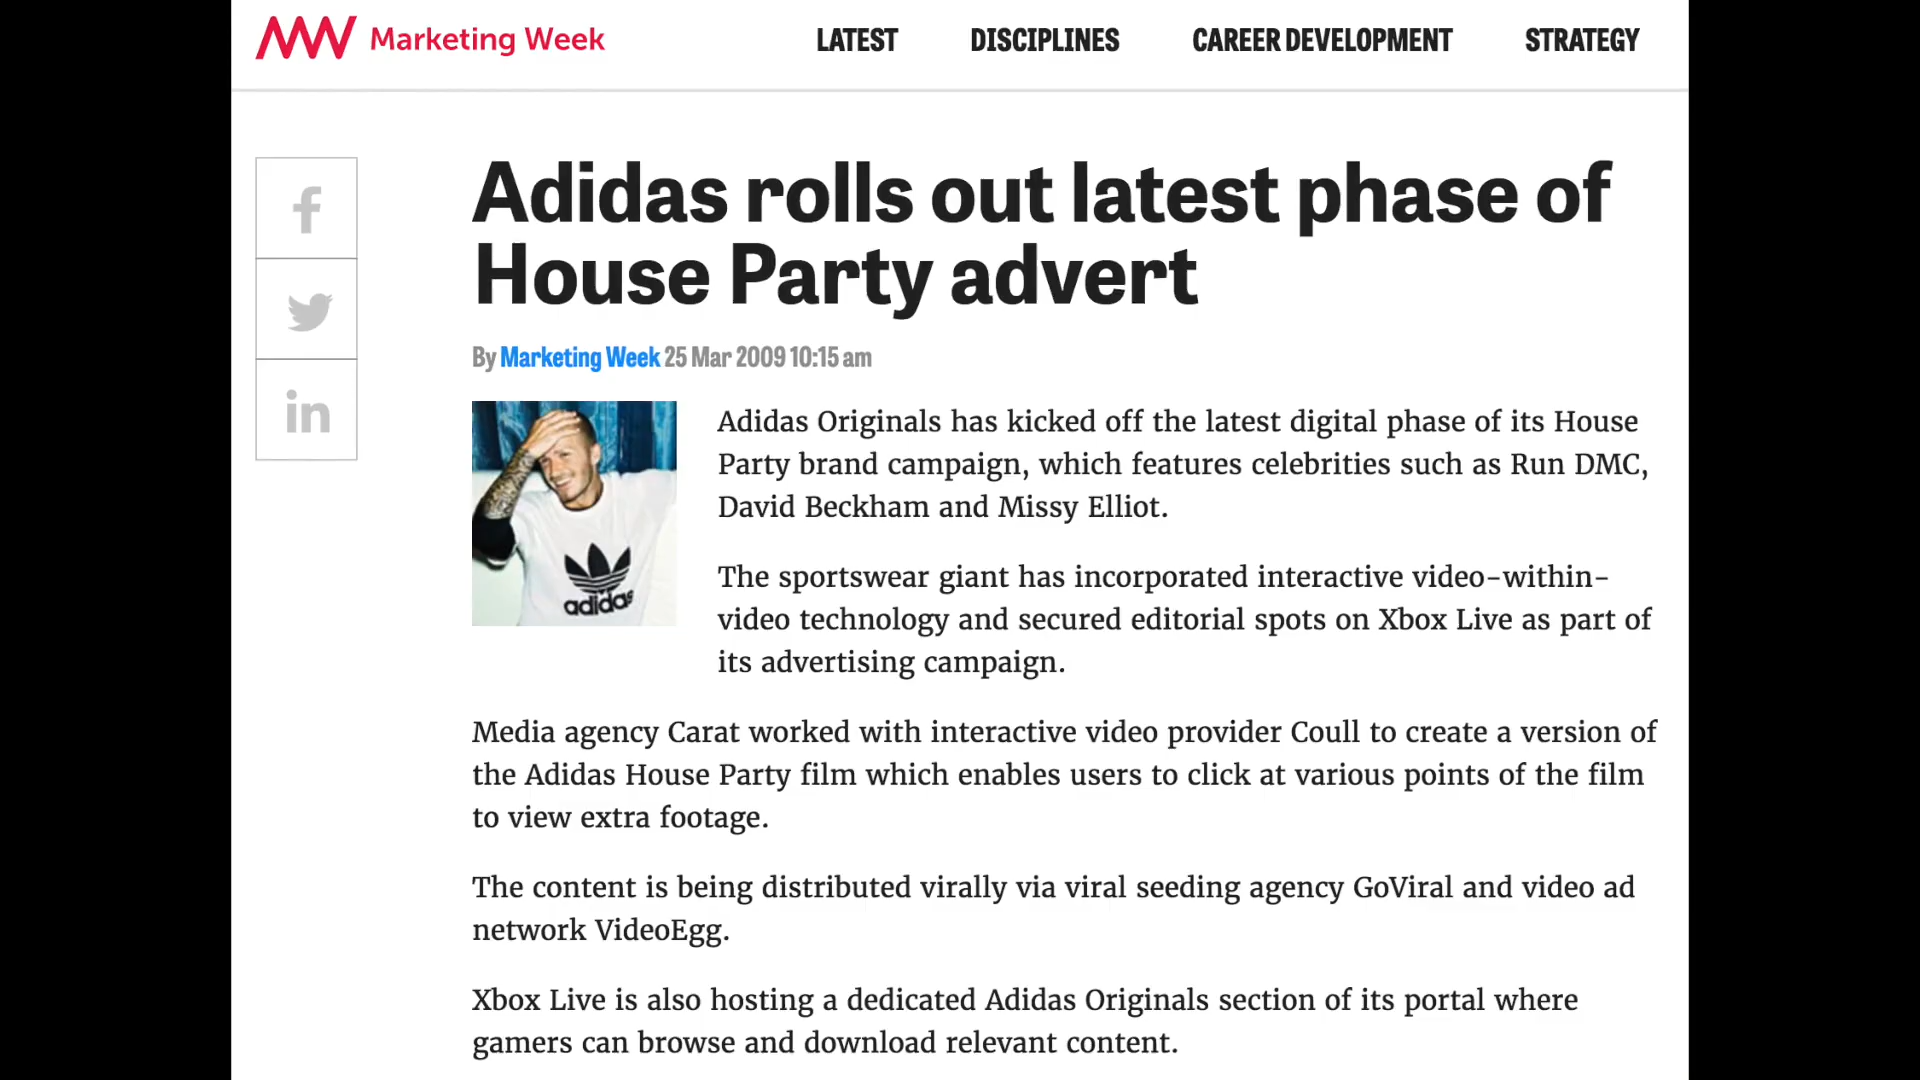 Marketing Week
LATEST
DISCIPLINES
CAREER DEVELOPMENT
STRATEGY
Adidas rolls out latest phase of
House Party advert
By Marketing Week 25 Mar 2009 10:15 am
Adidas Originals has kicked off the latest digital phase of its House
Party brand campaign, which features celebrities such as Run DMC,
David Beckham and Missy Elliot.
adidas
The sportswear giant has incorporated interactive video-within-
video technology and secured editorial spots on Xbox Live as part of
its advertising campaign.
Media agency Carat worked with interactive video provider Coull to create a version of
the Adidas House Party film which enables users to click at various points of the film
to view extra footage.
The content is being distributed virally via viral seeding agency GoViral and video ad
network VideoEgg.
Xbox Live is also hosting a dedicated Adidas Originals section of its portal where
gamers can browse and download relevant content.